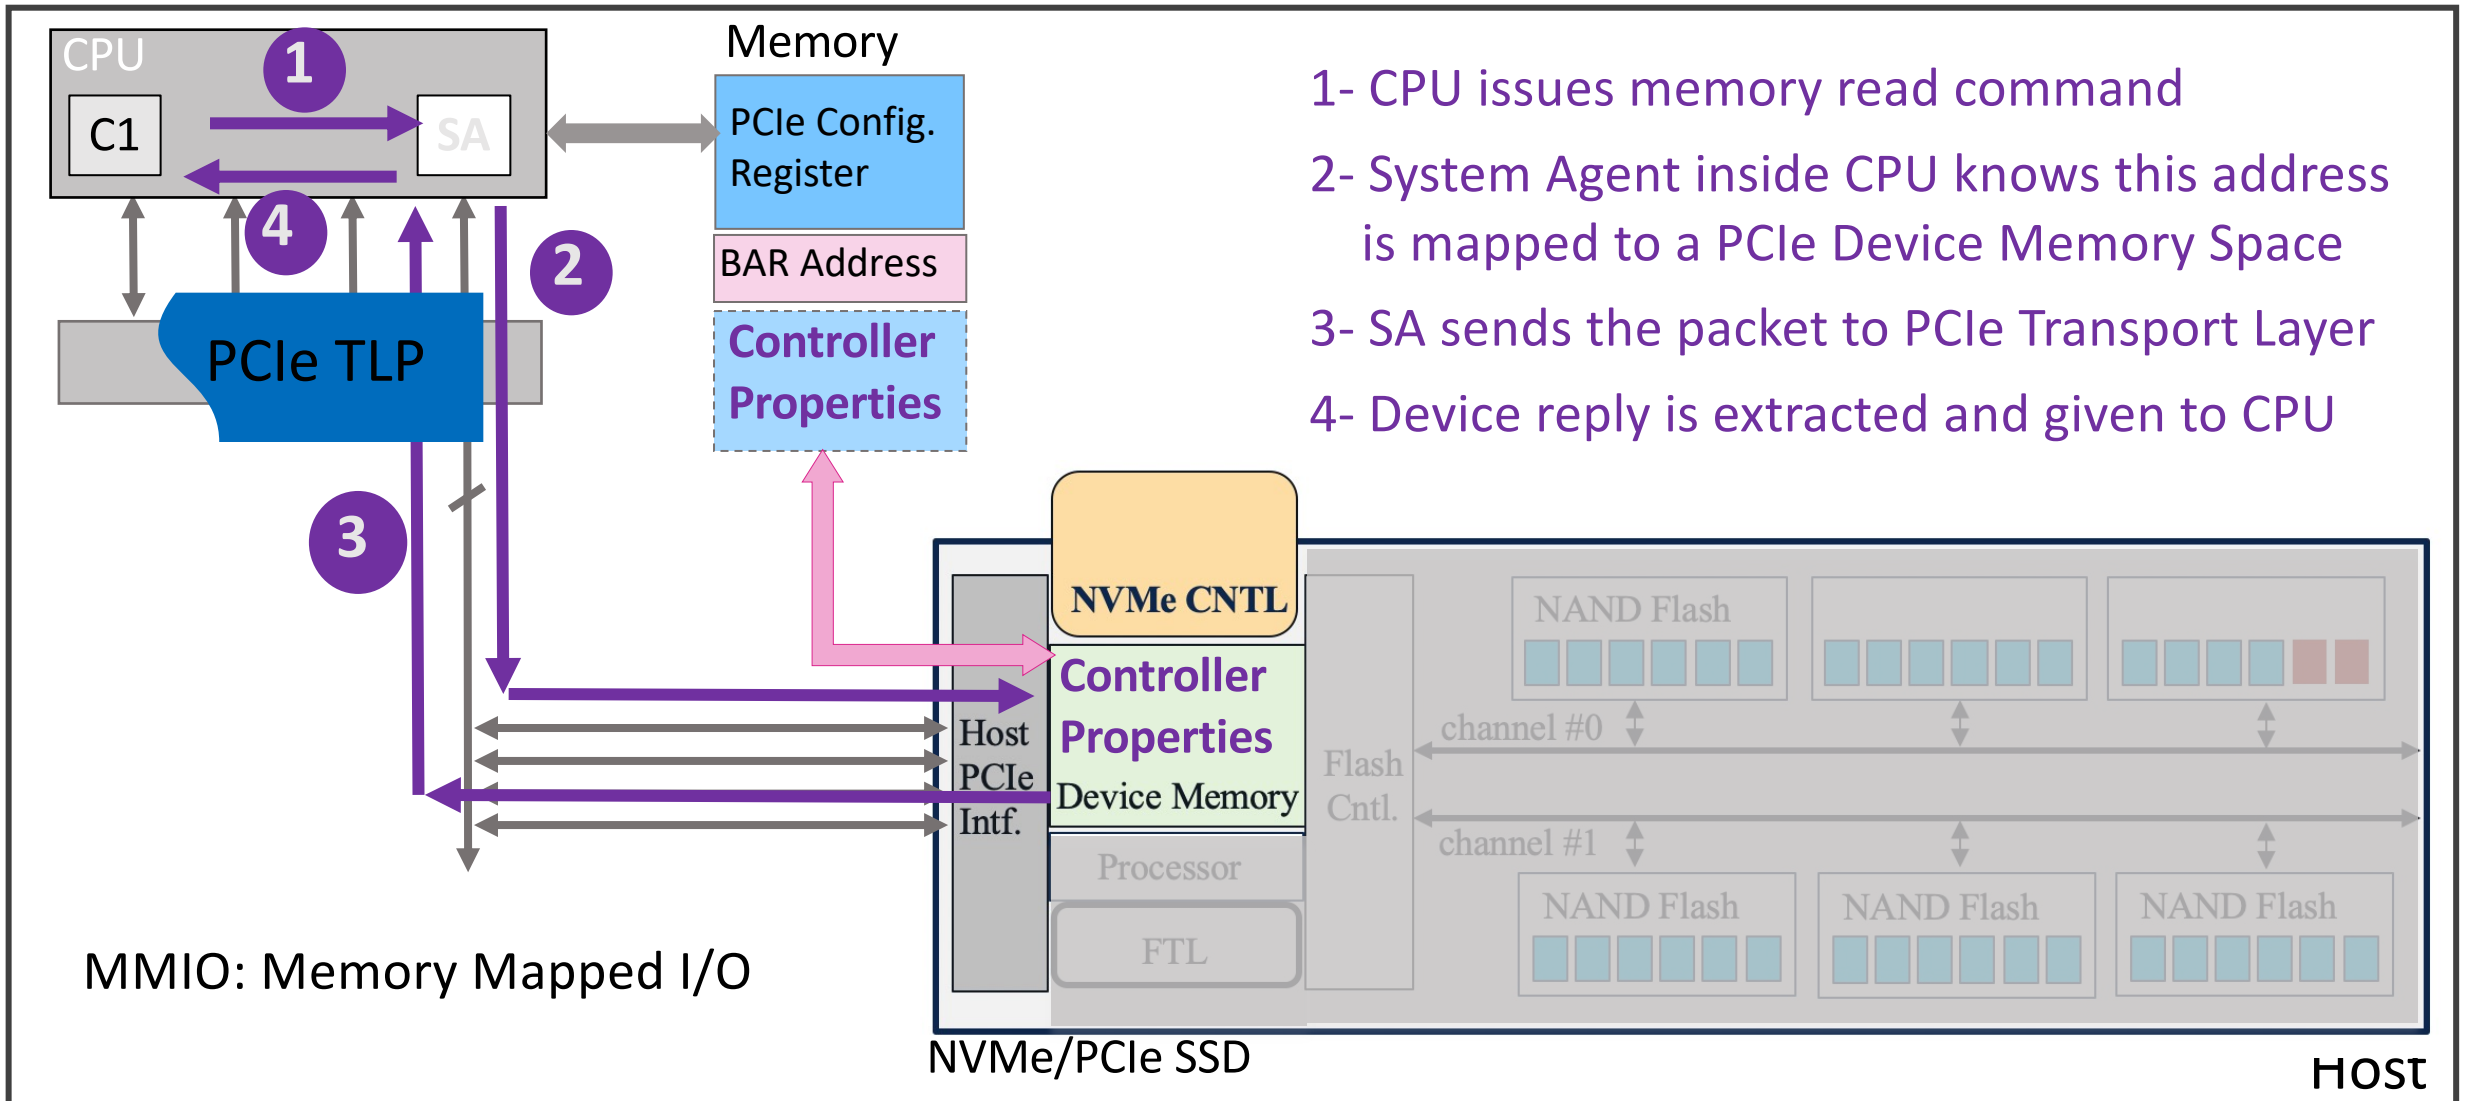 CPU
1
C1
SA
4
2
PCIe TLP
3
Memory
PCIe Config.
Register
BAR Address
Controller
Properties
1- CPU issues memory read command
2- System Agent inside CPU knows this address
is mapped to a PCIe Device Memory Space
3- SA sends the packet to PCIe Transport Layer
4- Device reply is extracted and given to CPU
NVMe CNTL
Controller
Properties
Device Memory
Host
PCIe
Intf.
Processor
FTL
Flash
Cntl.
NAND Flash
channel #0
channel #1
NAND Flash
NAND Flash
NAND Flash
MMIO: Memory Mapped I/O
NVMe/PCIe SSD
Host